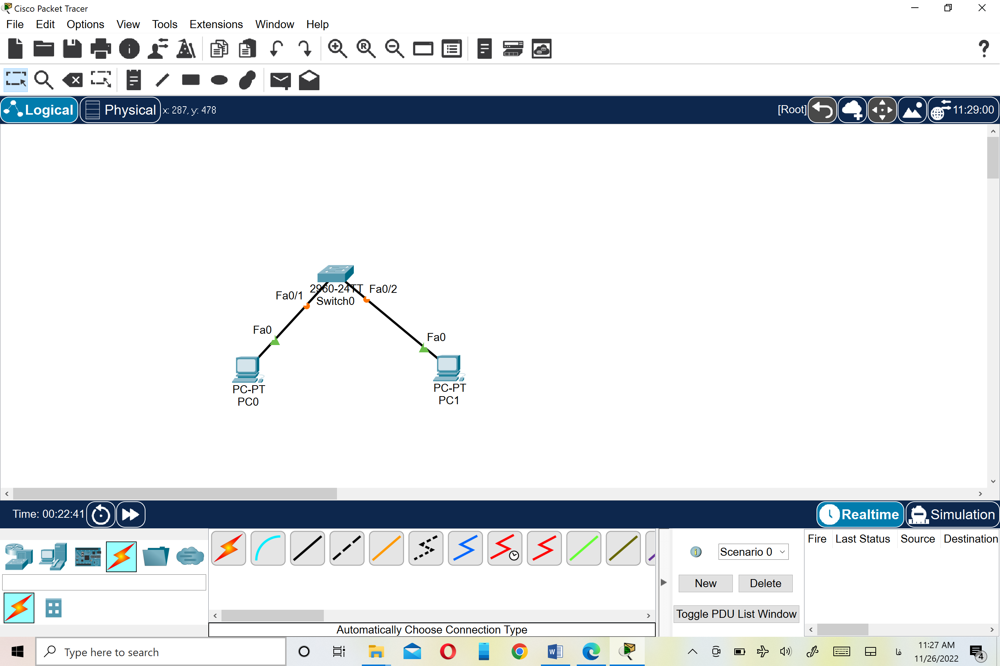 Cisco Packet Tracer
File Edit Options View Tools Extensions Window Help
Logical Physical x: 287, y: 478 [Root] 11:29:00
2960-24TT
Switch0
Fa0/1
Fa0/2
Fa0
Fa0
PC-PT
PC0
PC-PT
PC1
Time: 00:22:41 Realtime Simulation
Scenario 0
Fire Last Status Source Destination
New Delete
Toggle PDU List Window
Automatically Choose Connection Type
Type here to search
فا
11:27 AM
11/26/2022
4